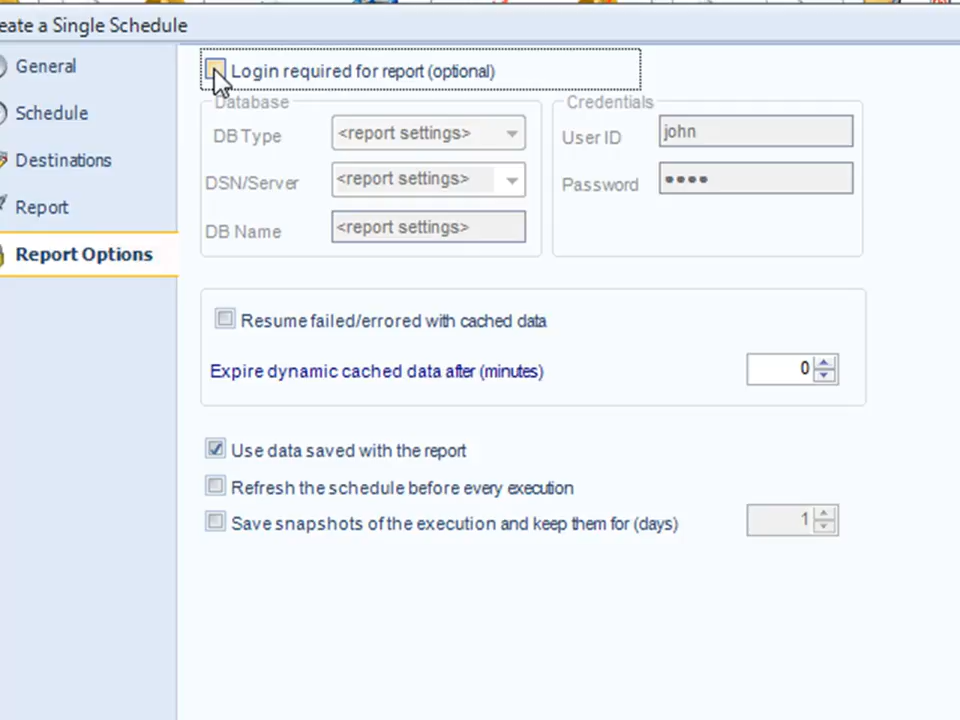 eate a Single Schedule
General
Schedule
Destinations
Report
Report Options
Login required for report (optional)
Database
DB Type
<report settings>
DSN/Server
<report settings>
DB Name
<report settings>
Credentials
User ID
john
Password
••••
Resume failed/errored with cached data
Expire dynamic cached data after (minutes)
0
Use data saved with the report
Refresh the schedule before every execution
Save snapshots of the execution and keep them for (days)
1